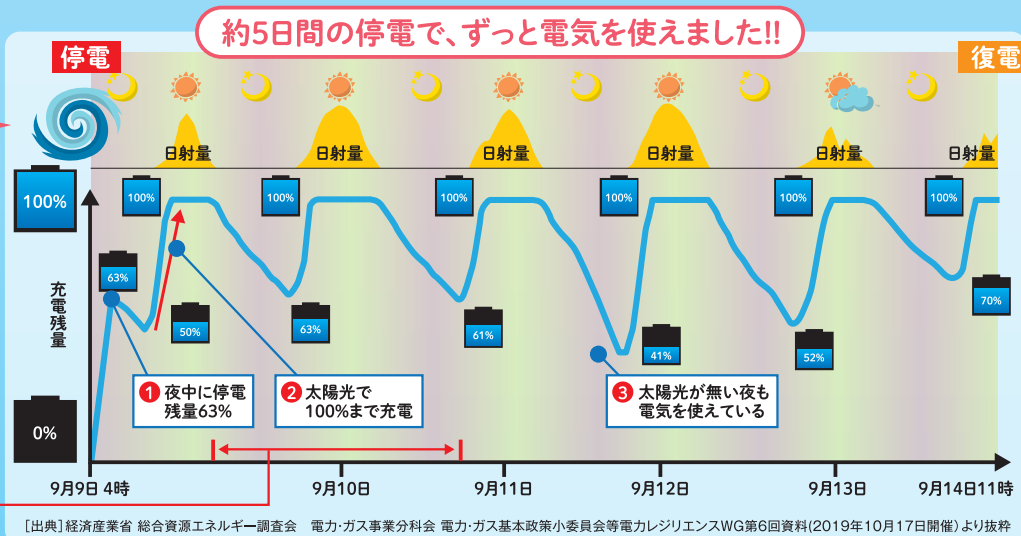 約5日間の停電で、ずっと電気を使えました!!
停電
復電
日射量
日射量
日射量
日射量
日射量
日射量
100%
100%
100%
100%
100%
100%
100%
63%
50%
63%
61%
41%
52%
70%
充電残量
0%
1 夜中に停電
残量63%
2 太陽光で
100%まで充電
3 太陽光が無い夜も
電気を使えている
9月9日 4時
9月10日
9月11日
9月12日
9月13日
9月14日11時
［出典］経済産業省 総合資源エネルギー調査会　電力・ガス事業分科会 電力・ガス基本政策小委員会等電力レジリエンスWG第6回資料(2019年10月17日開催)より抜粋